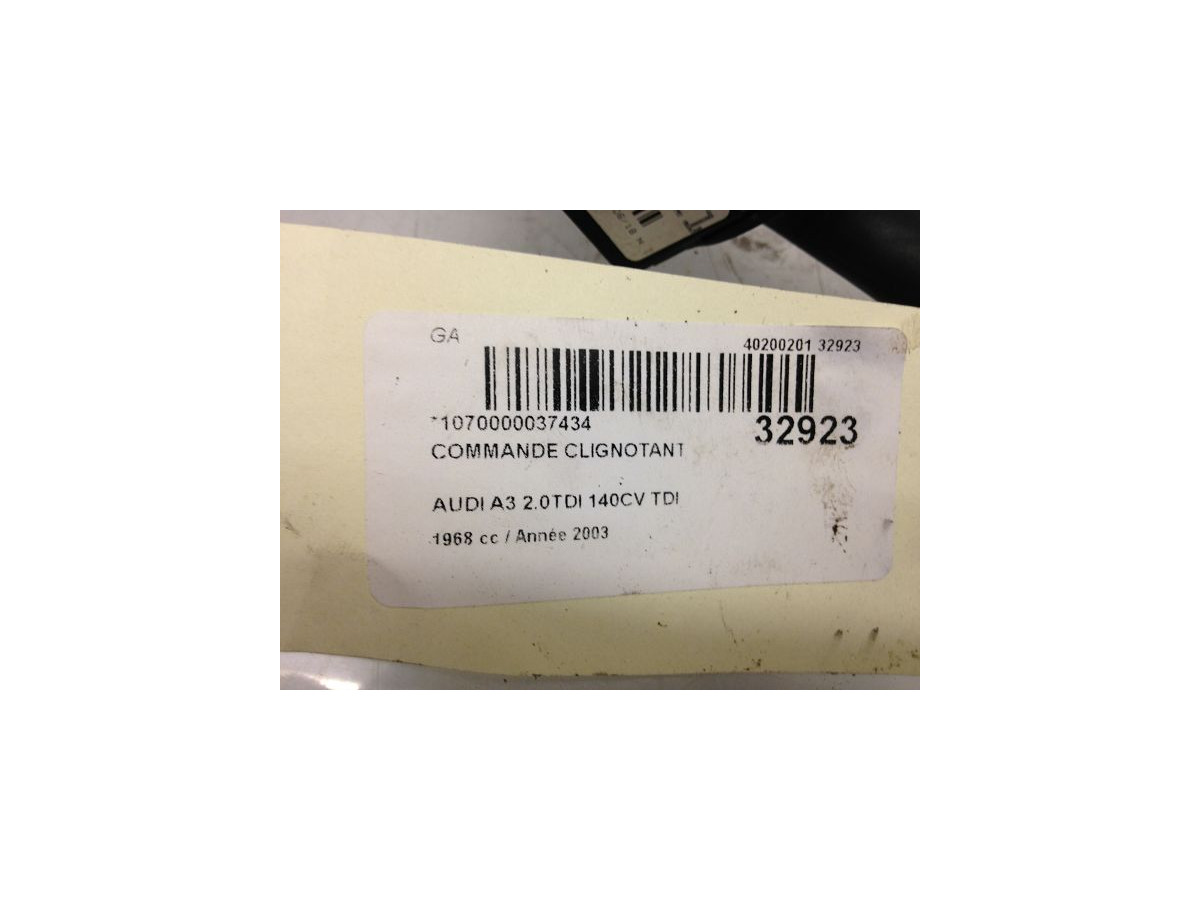 GA
40200201 32923
*1070000037434
32923
COMMANDE CLIGNOTANT
AUDI A3 2.0TDI 140CV TDI
1968 cc / Année 2003